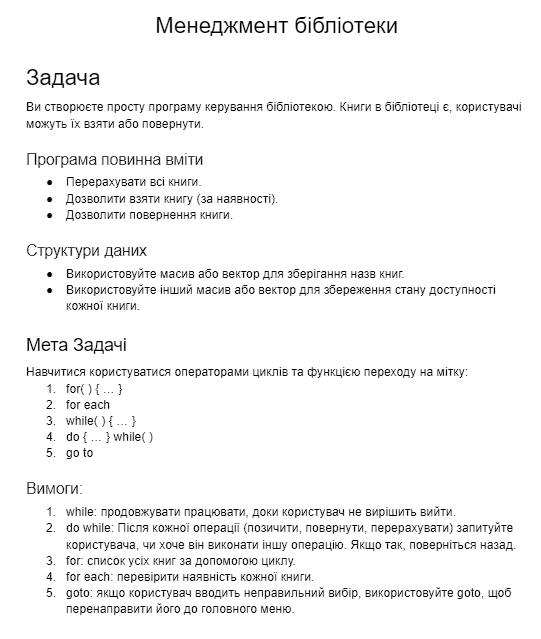 Менеджмент бібліотеки
Задача
Ви створюєте просту програму керування бібліотекою. Книги в бібліотеці є, користувачі
можуть їх взяти або повернути.
Програма повинна вміти
● Перерахувати всі книги.
● Дозволити взяти книгу (за наявності).
● Дозволити повернення книги.
Структури даних
● Використовуйте масив або вектор для зберігання назв книг.
● Використовуйте інший масив або вектор для збереження стану доступності
кожної книги.
Мета Задачі
Навчитися користуватися операторами циклів та функцією переходу на мітку:
1. for( ) { ... }
2. for each
3. while( ) { ... }
4. do { ... } while( )
5. go to
Вимоги:
1. while: продовжувати працювати, доки користувач не вирішить вийти.
2. do while: Після кожної операції (позичити, повернути, перерахувати) запитуйте
користувача, чи хоче він виконати іншу операцію. Якщо так, поверніться назад.
3. for: список усіх книг за допомогою циклу.
4. for each: перевірити наявність кожної книги.
5. goto: якщо користувач вводить неправильний вибір, використовуйте goto, щоб
перенаправити його до головного меню.